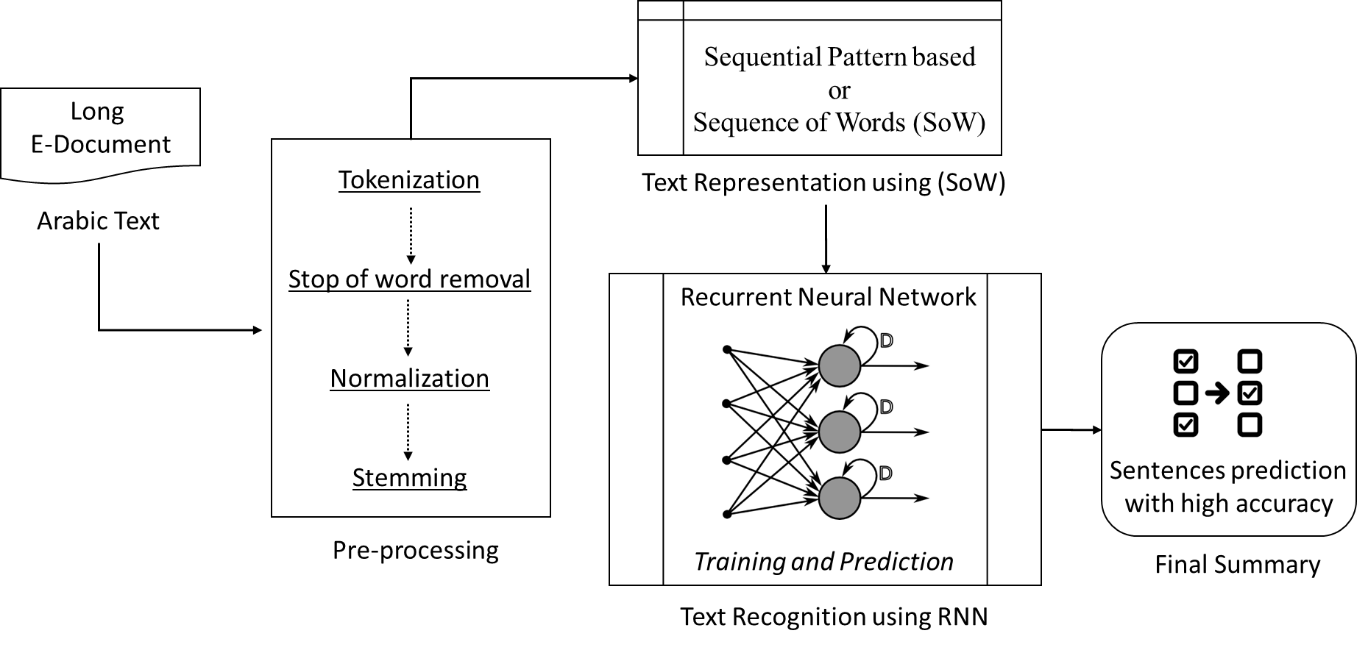 Long
E-Document
Arabic Text
Tokenization
Stop of word removal
Normalization
Stemming
Pre-processing
Sequential Pattern based
or
Sequence of Words (SoW)
Text Representation using (SoW)
Recurrent Neural Network
D
D
D
Training and Prediction
Text Recognition using RNN
Sentences prediction
with high accuracy
Final Summary